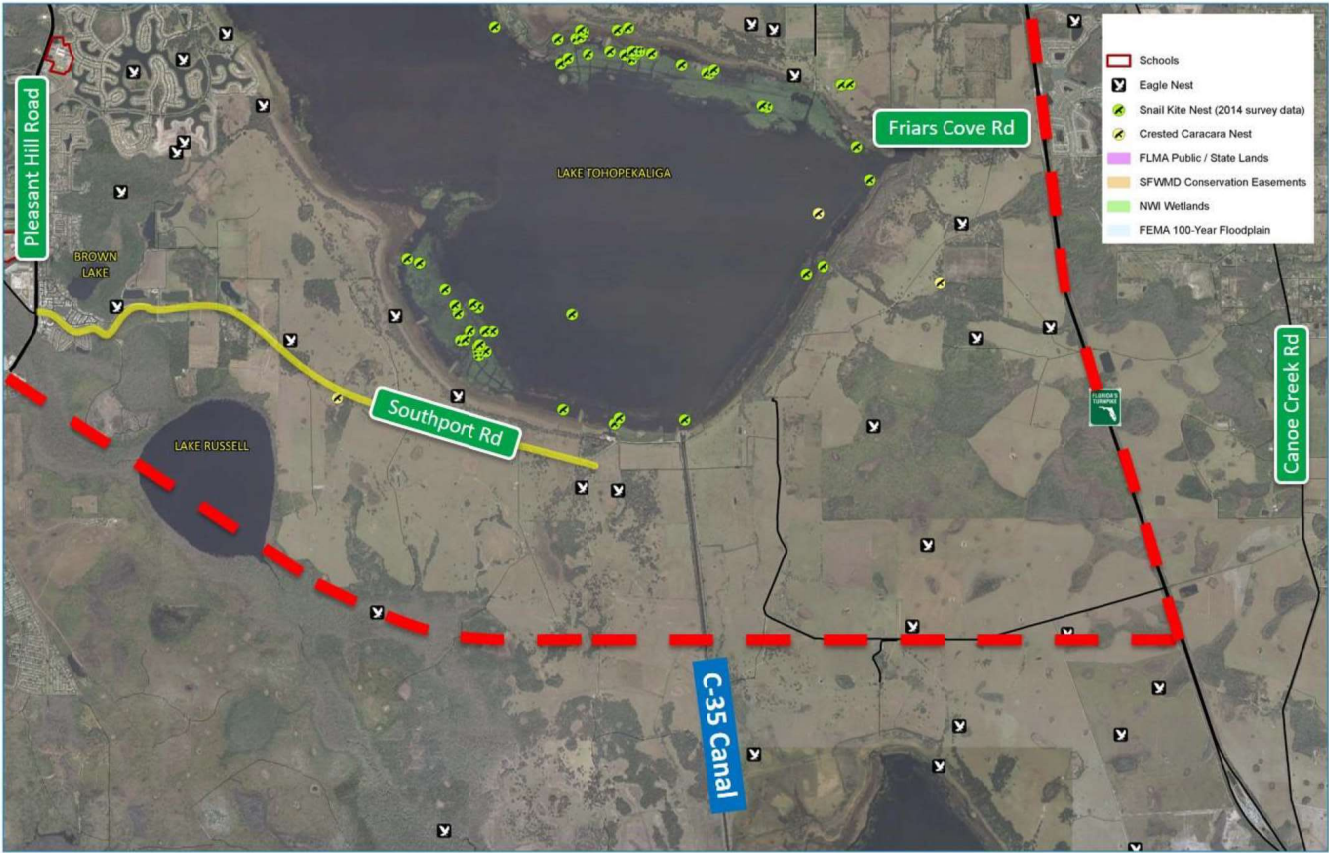 Schools
Eagle Nest
Snail Kite Nest (2014 survey data)
Crested Caracara Nest
FLMA Public / State Lands
SFWMD Conservation Easements
NWI Wetlands
FEMA 100-Year Floodplain
Pleasant Hill Road
Friars Cove Rd
LAKE TOHOPEKALIGA
BROWN
LAKE
Southport Rd
LAKE RUSSELL
FLORIDA'S
TURNPIKE
Canoe Creek Rd
C-35 Canal